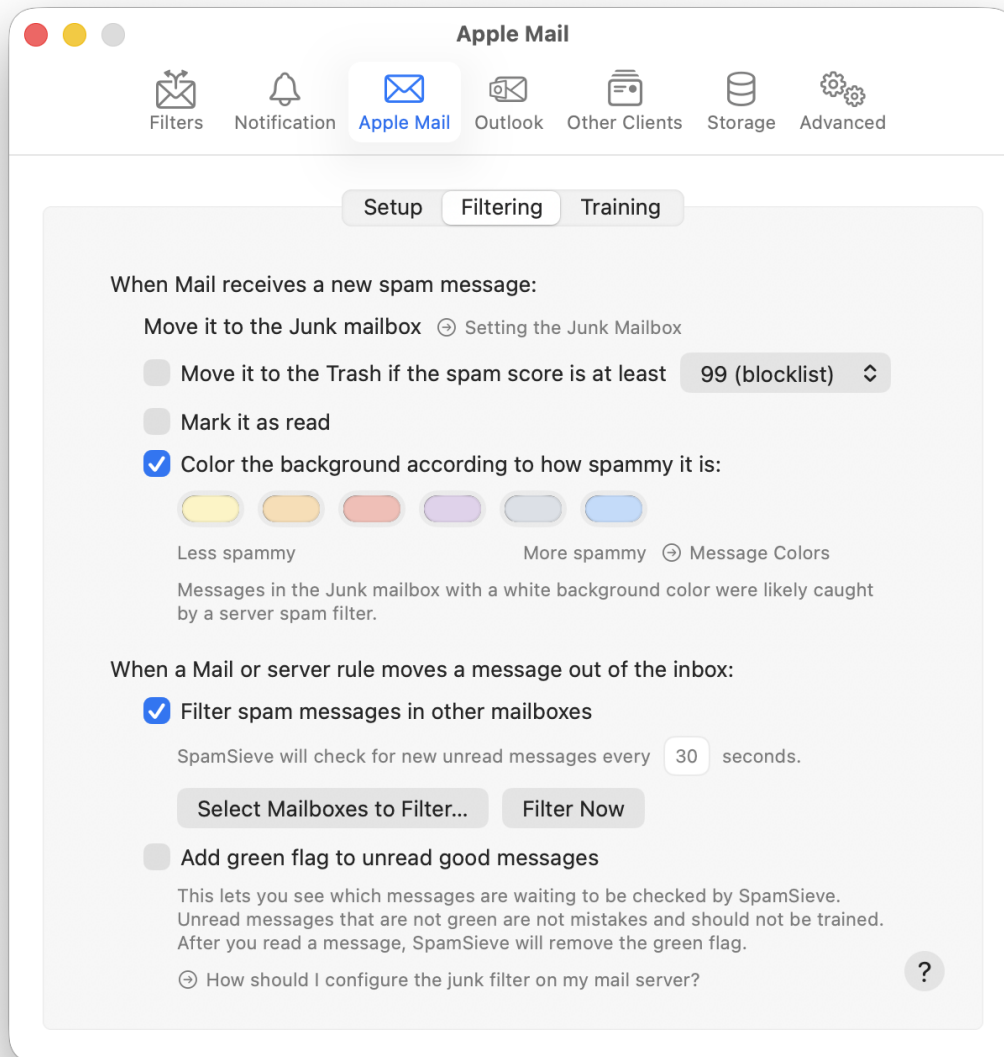 Apple Mail
Filters
Notification
Apple Mail
Outlook
Other Clients
Storage
Advanced
Setup
Filtering
Training
When Mail receives a new spam message:
Move it to the Junk mailbox Setting the Junk Mailbox
Move it to the Trash if the spam score is at least 99 (blocklist)
Mark it as read
Color the background according to how spammy it is:
Less spammy More spammy Message Colors
Messages in the Junk mailbox with a white background color were likely caught
by a server spam filter.
When a Mail or server rule moves a message out of the inbox:
Filter spam messages in other mailboxes
SpamSieve will check for new unread messages every 30 seconds.
Select Mailboxes to Filter... Filter Now
Add green flag to unread good messages
This lets you see which messages are waiting to be checked by SpamSieve.
Unread messages that are not green are not mistakes and should not be trained.
After you read a message, SpamSieve will remove the green flag.
How should I configure the junk filter on my mail server?
?